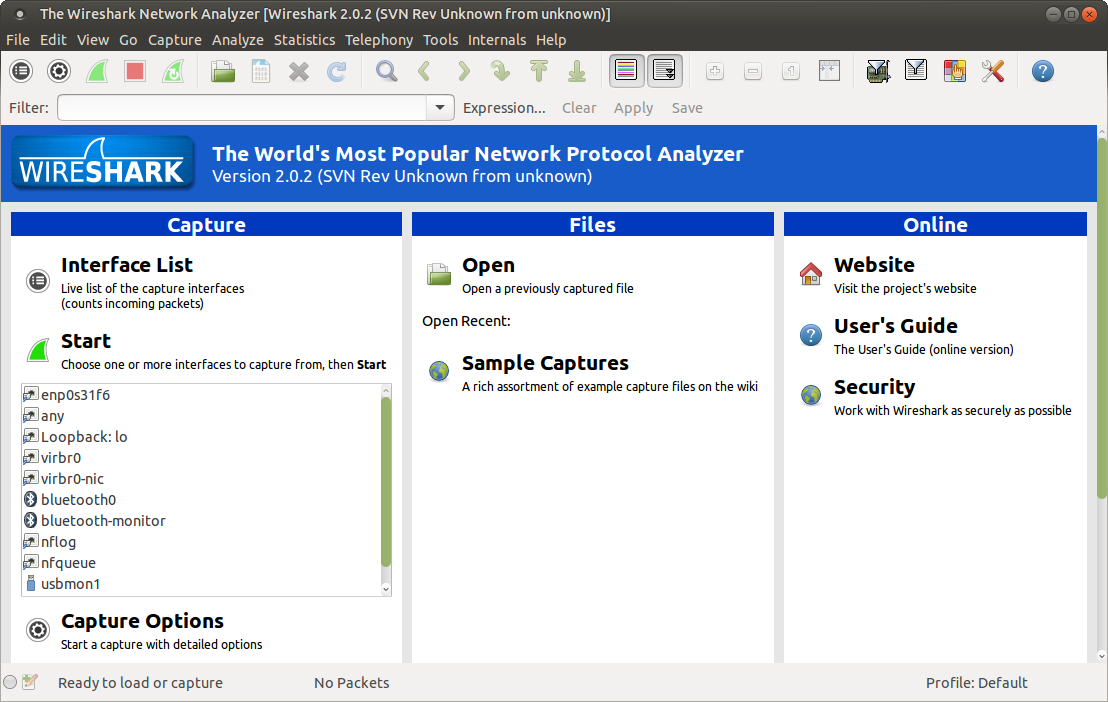 The Wireshark Network Analyzer [Wireshark 2.0.2 (SVN Rev Unknown from unknown)]
File Edit View Go Capture Analyze Statistics Telephony Tools Internals Help
Filter: Expression... Clear Apply Save
WIRESHARK
The World's Most Popular Network Protocol Analyzer
Version 2.0.2 (SVN Rev Unknown from unknown)
Capture
Interface List
Live list of the capture interfaces
(counts incoming packets)
Start
Choose one or more interfaces to capture from, then Start
enp0s31f6
any
Loopback: lo
virbr0
virbr0-nic
bluetooth0
bluetooth-monitor
nflog
nfqueue
usbmon1
Capture Options
Start a capture with detailed options
Files
Open
Open a previously captured file
Open Recent:
Sample Captures
A rich assortment of example capture files on the wiki
Online
Website
Visit the project's website
User's Guide
The User's Guide (online version)
Security
Work with Wireshark as securely as possible
Ready to load or capture No Packets Profile: Default